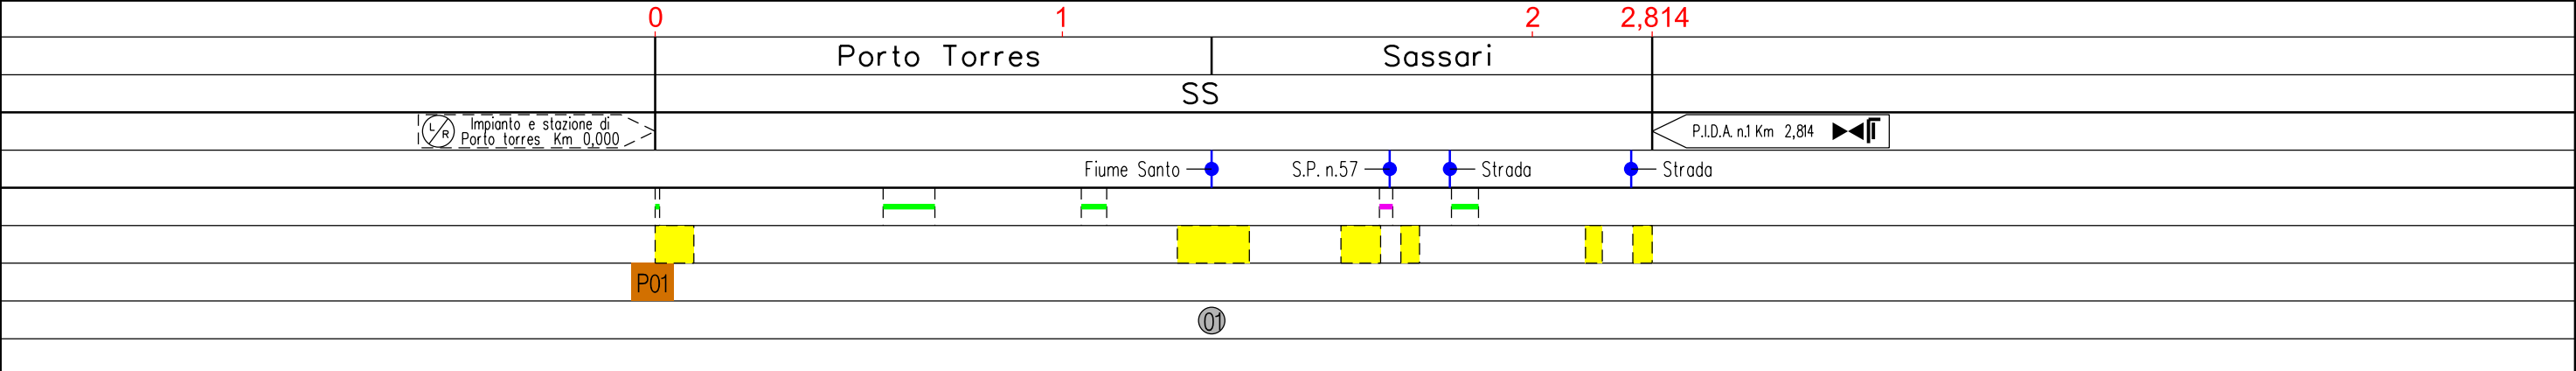 0 1 2 2,814
Porto Torres Sassari
SS
L/R Impianto e stazione di
Porto torres Km 0,000
P.I.D.A. n.1 Km 2,814
Fiume Santo S.P. n.57 Strada Strada
P01
01